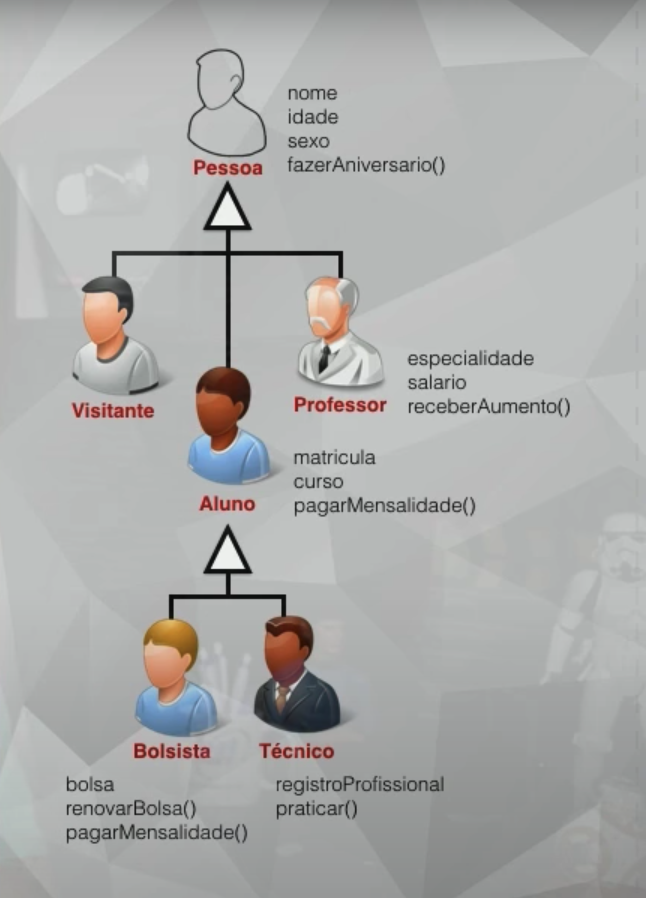 nome
idade
sexo
fazerAniversario()
Pessoa
Visitante
Professor
especialidade
salario
receberAumento()
Aluno
matricula
curso
pagarMensalidade()
Bolsista
Técnico
bolsa
renovarBolsa()
pagarMensalidade()
registroProfissional
praticar()